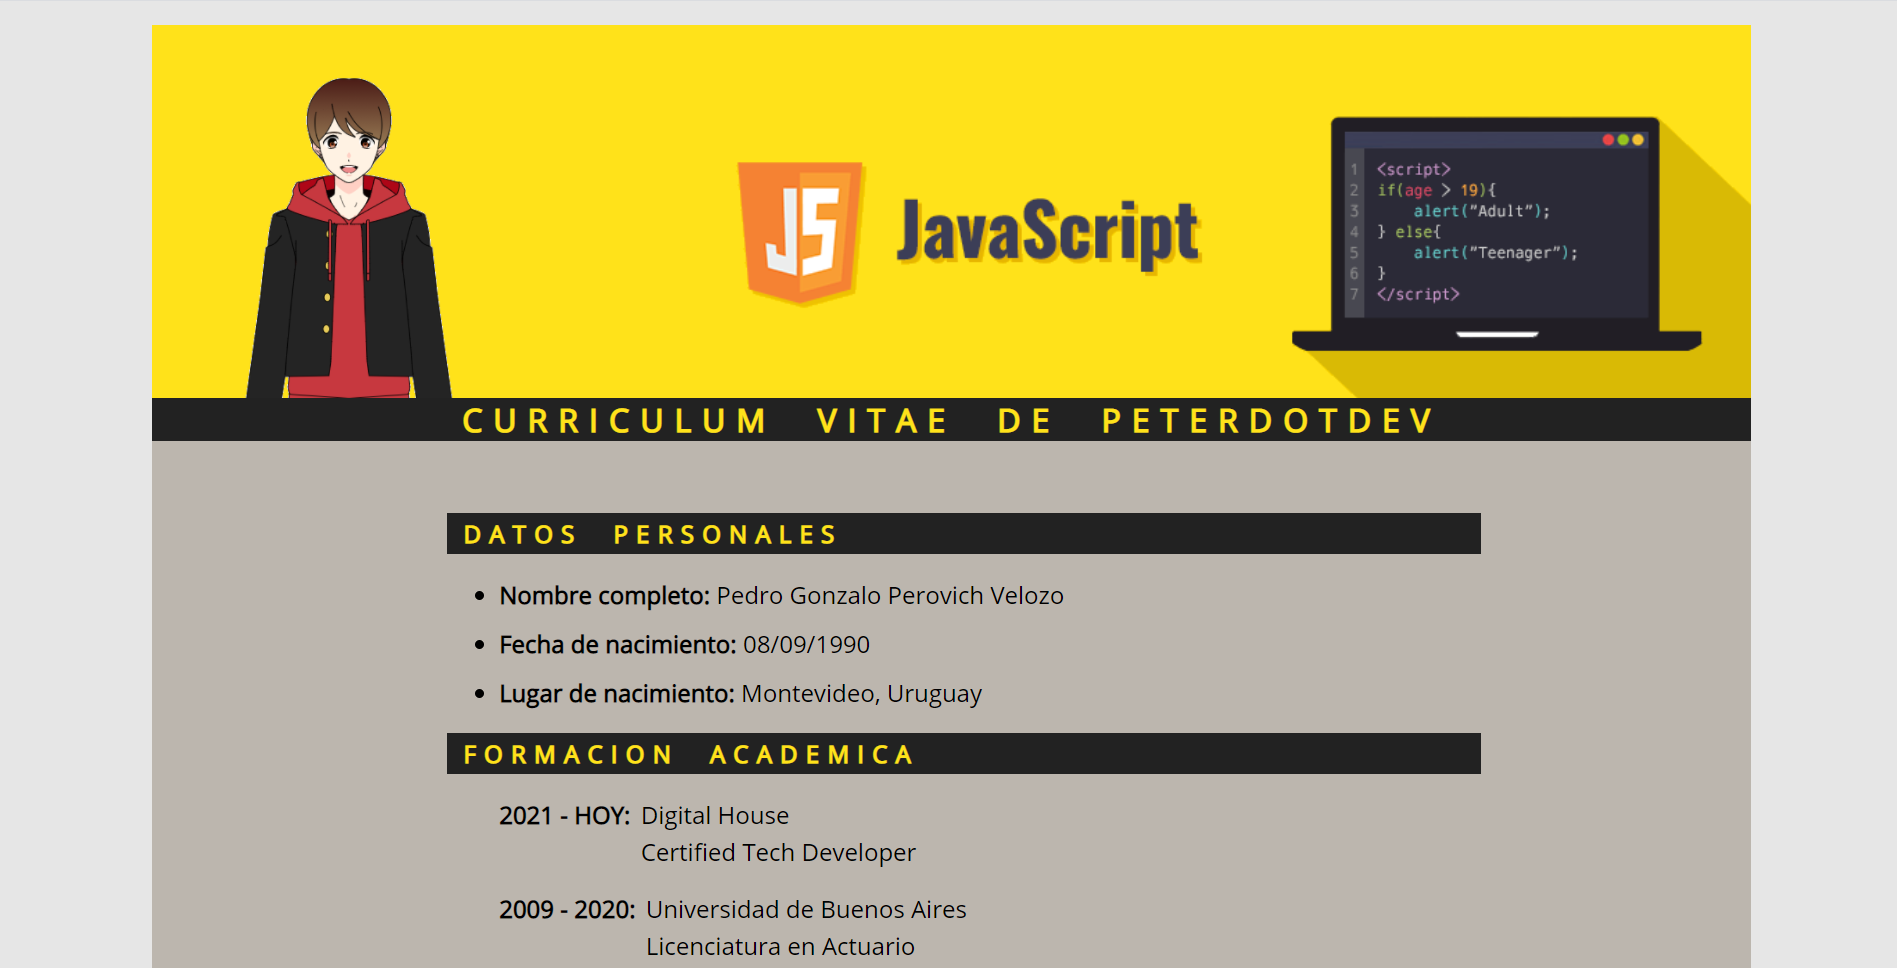 JS JavaScript
1 <script>
2 if(age > 19){
3 alert("Adult");
4 } else{
5 alert("Teenager");
6 }
7 </script>
CURRICULUM VITAE DE PETERDOTDEV
DATOS PERSONALES
• Nombre completo: Pedro Gonzalo Perovich Velozo
• Fecha de nacimiento: 08/09/1990
• Lugar de nacimiento: Montevideo, Uruguay
FORMACION ACADEMICA
2021 - HOY: Digital House
Certified Tech Developer
2009 - 2020: Universidad de Buenos Aires
Licenciatura en Actuario